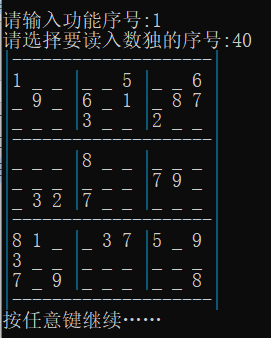 请输入功能序号:1
请选择要读入数独的序号:40
|--------------------|
|1 _ _|_ _ 5|_ _ 6|
|_ 9 _|6 _ 1|_ 8 7|
|_ _ _|3 _ _|2 _ _|
|--------------------|
|_ _ _|8 _ _|_ _ _|
|_ _ _|_ _ _|7 9 _|
|_ 3 2|7 _ _|_ _ _|
|--------------------|
|8 1 _|_ 3 7|5 _ 9|
|3 _ _|_ _ _|_ _ _|
|7 _ 9|_ _ _|_ _ 8|
|--------------------|
按任意键继续……